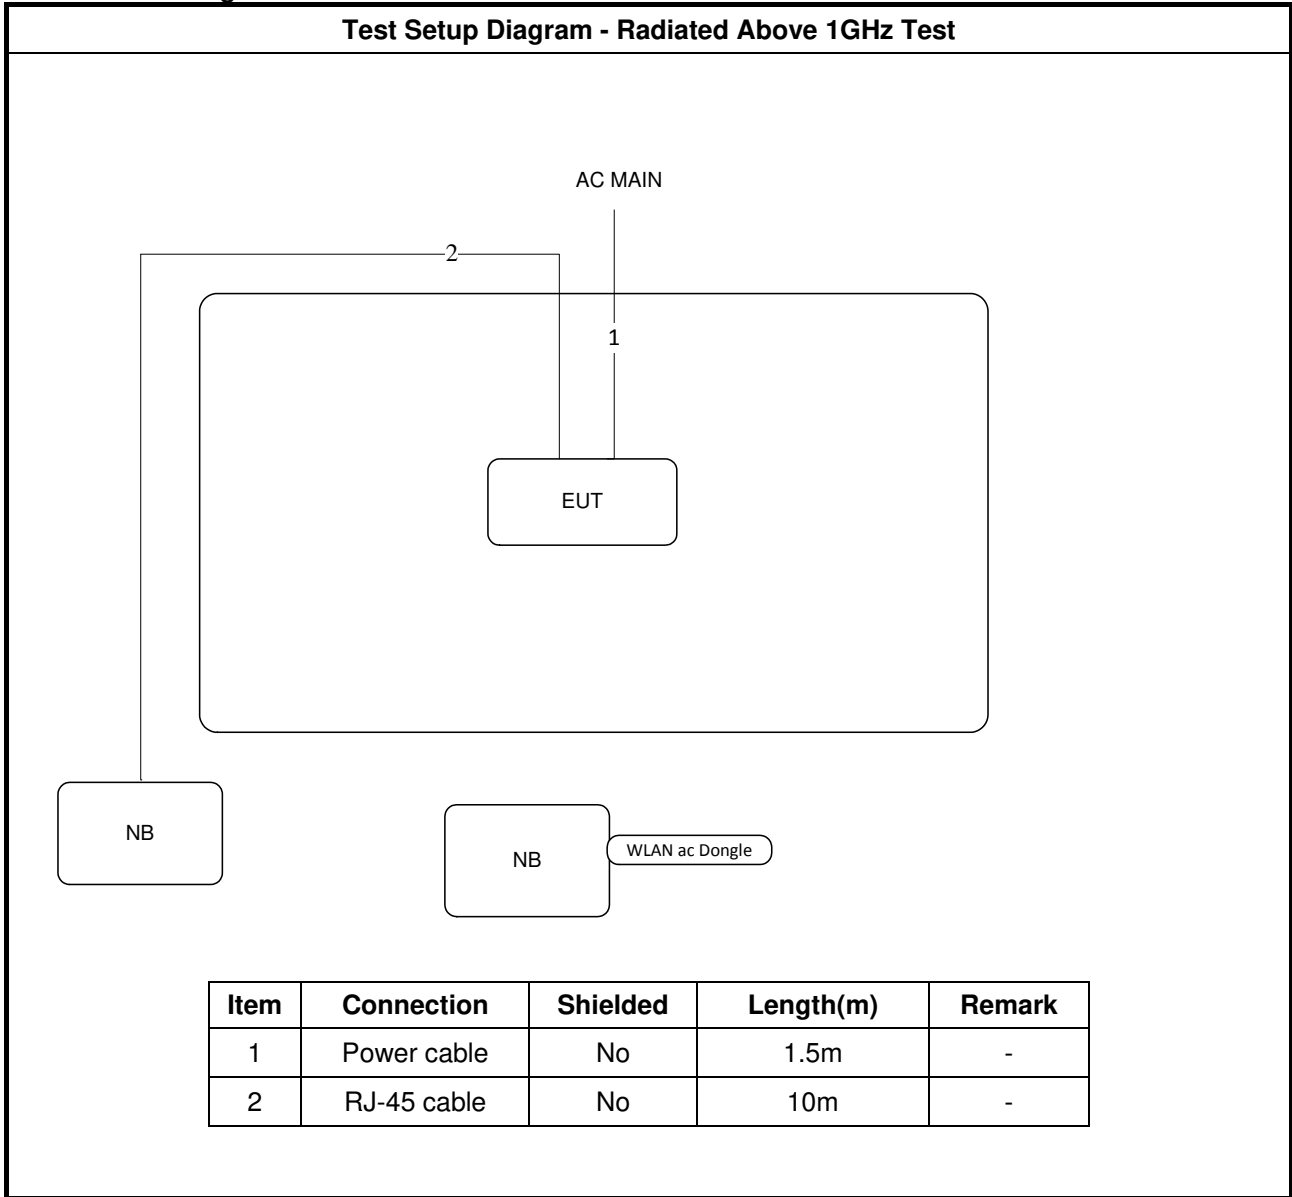 Test Setup Diagram - Radiated Above 1GHz Test
AC MAIN
2
1
EUT
NB
NB
WLAN ac Dongle
Item Connection Shielded Length(m) Remark
1 Power cable No 1.5m -
2 RJ-45 cable No 10m -